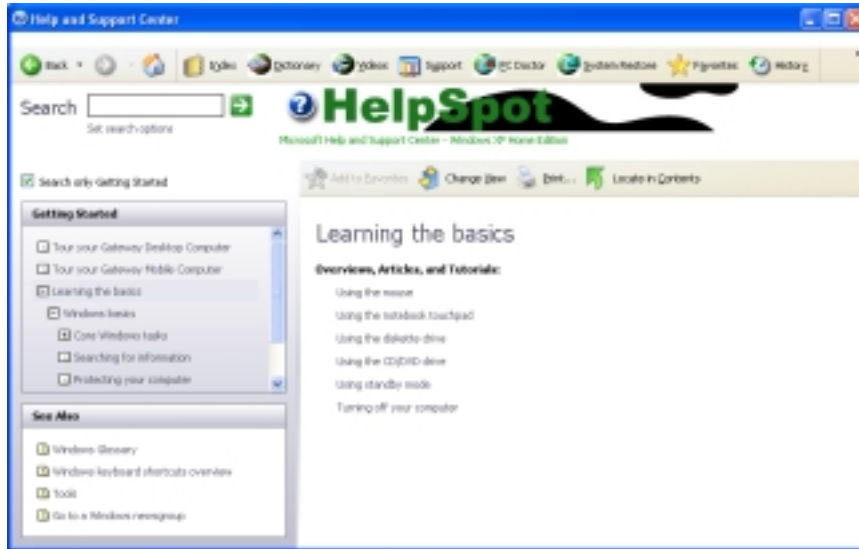 Help and Support Center
Back Index Dictionary Videos Support PC Doctor System Restore Favorites History
Search
Set search options
HelpSpot
Microsoft Help and Support Center - Windows XP Home Edition
Search only Getting Started
Add to Favorites Change View Print... Locate in Contents
Getting Started
Tour your Gateway Desktop Computer
Tour your Gateway Mobile Computer
Learning the basics
Windows basics
Core Windows tasks
Searching for information
Protecting your computer
See Also
Windows Glossary
Windows keyboard shortcuts overview
Tools
Go to a Windows newsgroup
Learning the basics
Overviews, Articles, and Tutorials:
Using the mouse
Using the notebook touchpad
Using the diskette drive
Using the CD/DVD drive
Using standby mode
Turning off your computer